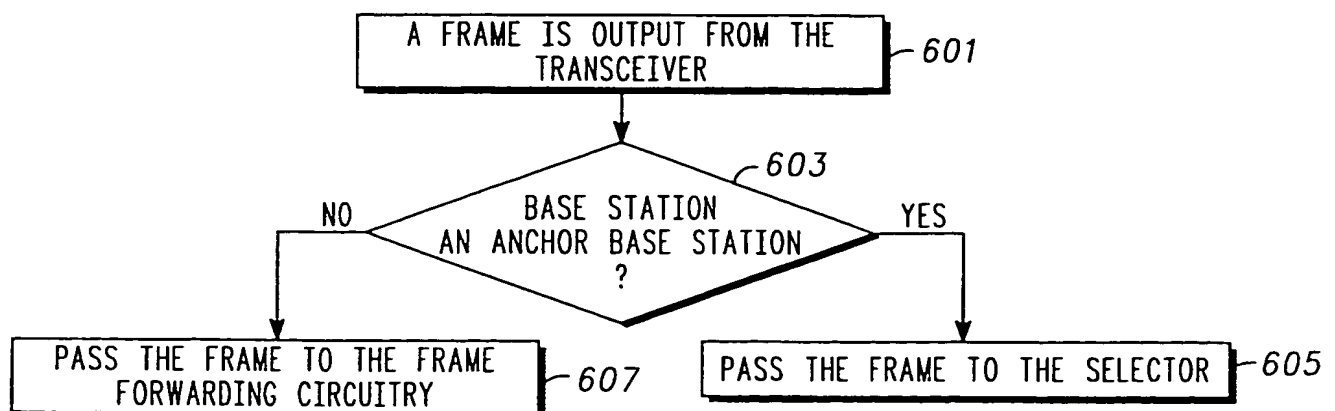 A FRAME IS OUTPUT FROM THE
TRANSCEIVER
601
603
BASE STATION
AN ANCHOR BASE STATION
?
NO
YES
PASS THE FRAME TO THE FRAME
FORWARDING CIRCUITRY
607
PASS THE FRAME TO THE SELECTOR
605